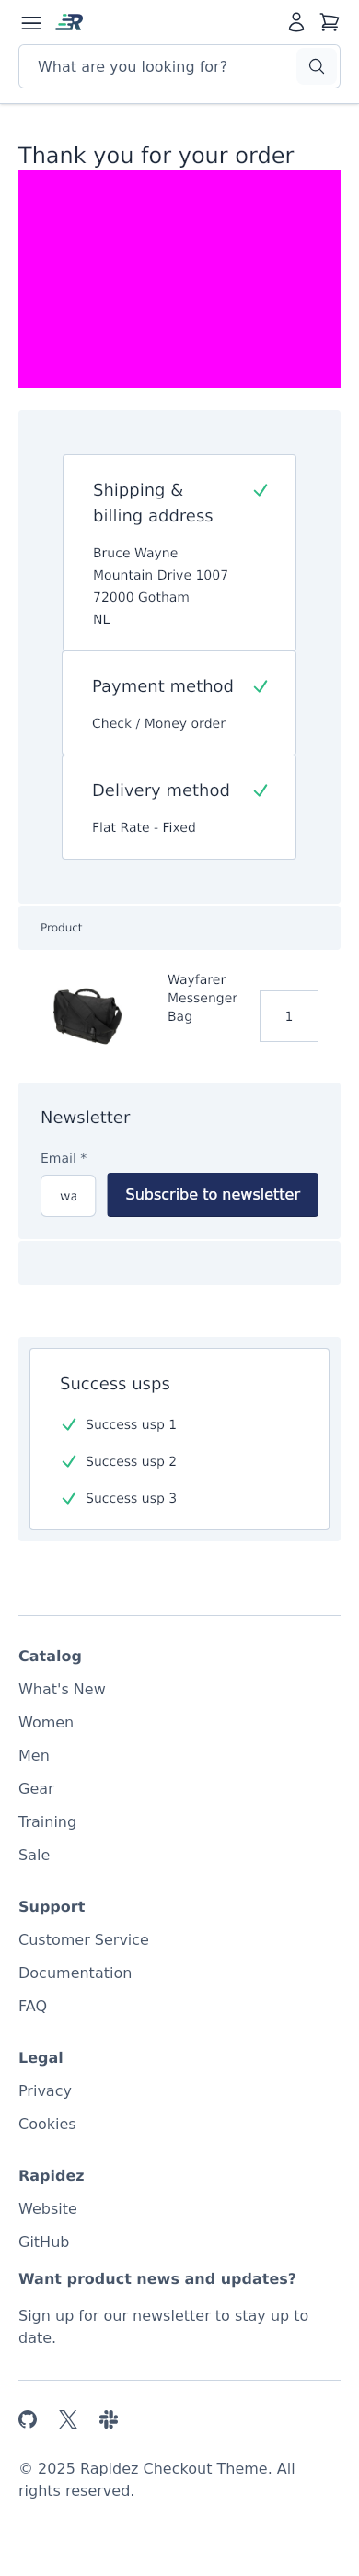 What are you looking for?
Thank you for your order
Shipping &
billing address
Bruce Wayne
Mountain Drive 1007
72000 Gotham
NL
Payment method
Check / Money order
Delivery method
Flat Rate - Fixed
Product
Wayfarer
Messenger
Bag
1
Newsletter
Email *
wa
Subscribe to newsletter
Success usps
Success usp 1
Success usp 2
Success usp 3
Catalog
What's New
Women
Men
Gear
Training
Sale
Support
Customer Service
Documentation
FAQ
Legal
Privacy
Cookies
Rapidez
Website
GitHub
Want product news and updates?
Sign up for our newsletter to stay up to
date.
© 2025 Rapidez Checkout Theme. All
rights reserved.